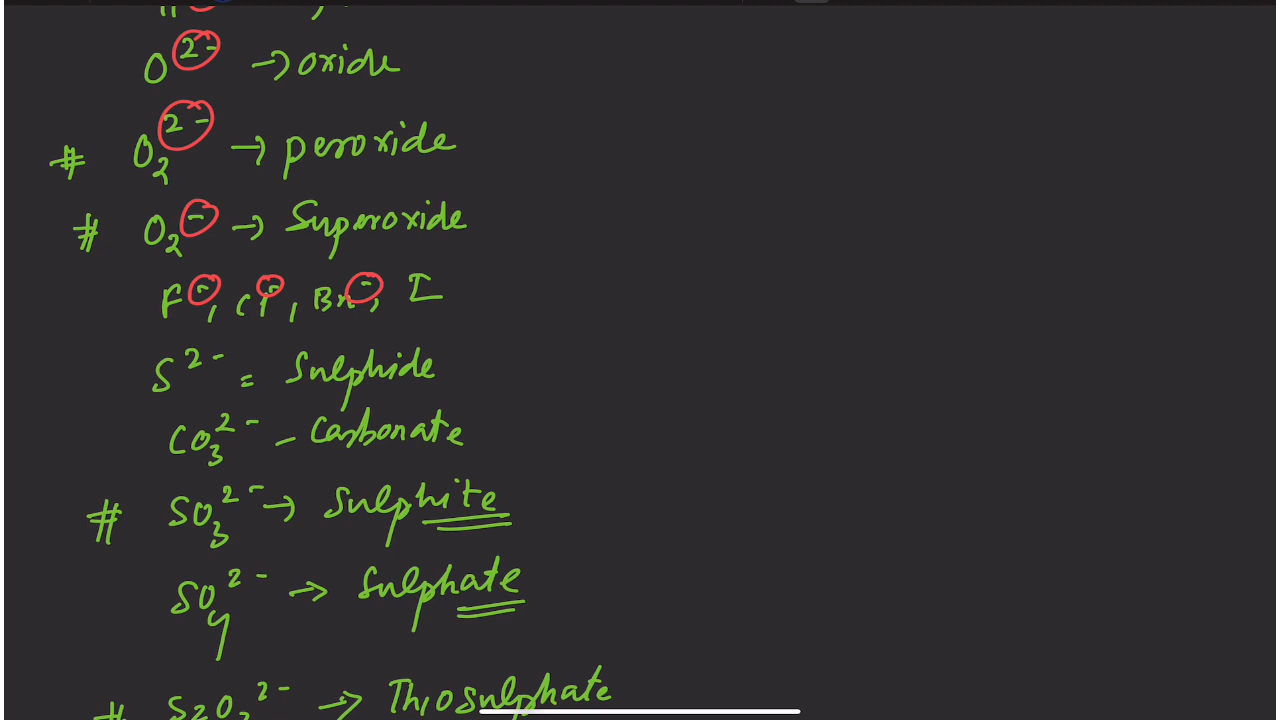 O²⁻ → oxide
# O₂²⁻ → peroxide
# O₂⁻ → Superoxide
F⁻, Cl⁻, Br⁻, I
S²⁻ = Sulphide
CO₃²⁻ – Carbonate
# SO₃²⁻ → Sulphite
SO₄²⁻ → Sulphate
# S2O₃²⁻ → Thiosulphate